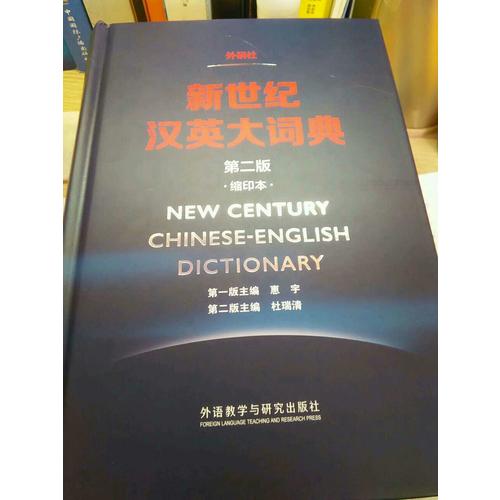 外研社
新世纪
汉英大词典
第二版
·缩印本·
NEW CENTURY
CHINESE-ENGLISH
DICTIONARY
第一版主编 惠 宇
第二版主编 杜瑞清
外语教学与研究出版社
FOREIGN LANGUAGE TEACHING AND RESEARCH PRESS